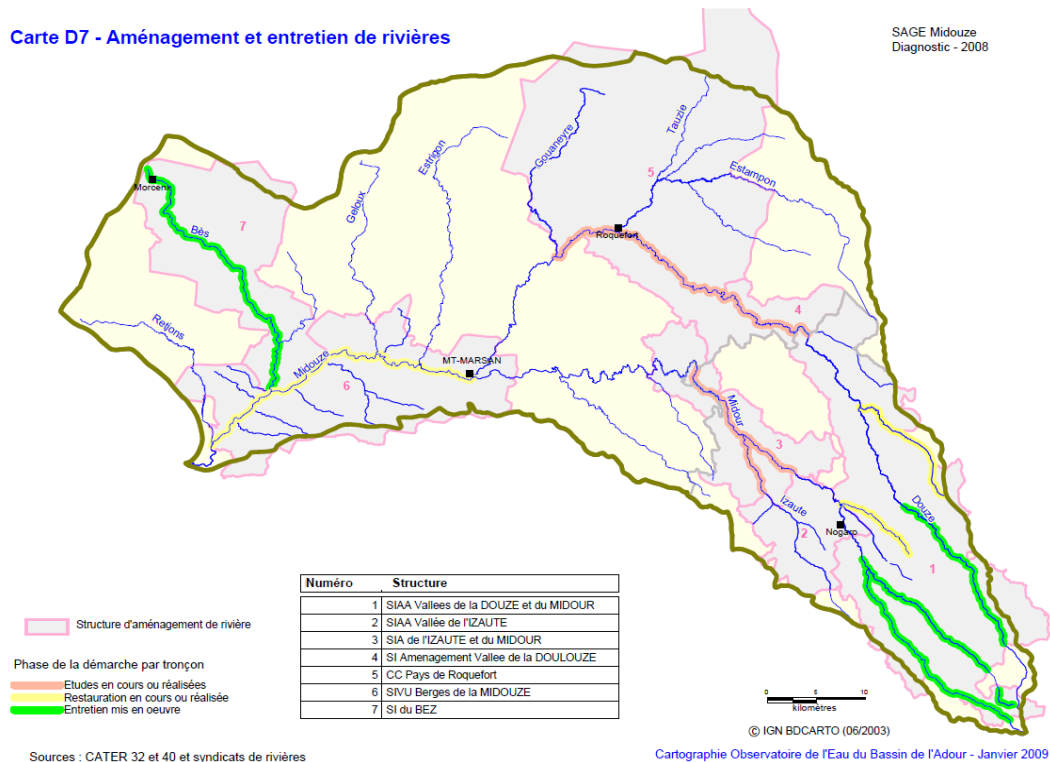 Carte D7 - Aménagement et entretien de rivières
SAGE Midouze
Diagnostic - 2008
Tauzie
Gouaneyre
Estrigon
5
Estampon
Morcenx
Geloux
7
Bès
Roquefort
4
Retjons
MT-MARSAN
Midouze
6
Midour
3
Izaute
Douze
2
Nogaro
1
Numéro Structure
1 SIAA Vallees de la DOUZE et du MIDOUR
2 SIAA Vallée de l'IZAUTE
3 SIA de l'IZAUTE et du MIDOUR
4 SI Amenagement Vallee de la DOULOUZE
5 CC Pays de Roquefort
6 SIVU Berges de la MIDOUZE
7 SI du BEZ
Structure d'aménagement de rivière
Phase de la démarche par tronçon
Etudes en cours ou réalisées
Restauration en cours ou réalisée
Entretien mis en oeuvre
0 5 10
kilomètres
© IGN BDCARTO (06/2003)
Sources : CATER 32 et 40 et syndicats de rivières
Cartographie Observatoire de l'Eau du Bassin de l'Adour - Janvier 2009